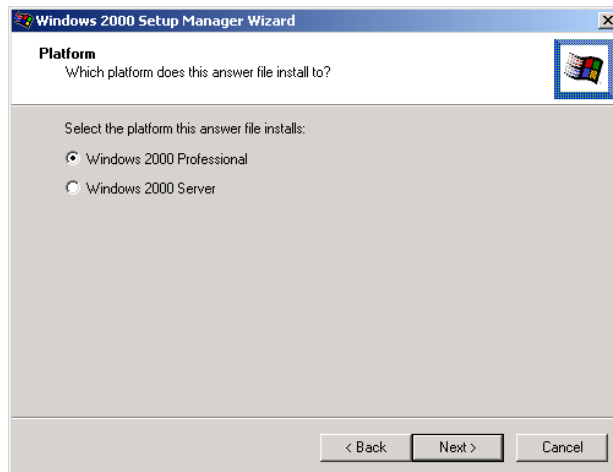 Windows 2000 Setup Manager Wizard
Platform
Which platform does this answer file install to?
Select the platform this answer file installs:
Windows 2000 Professional
Windows 2000 Server
< Back
Next >
Cancel